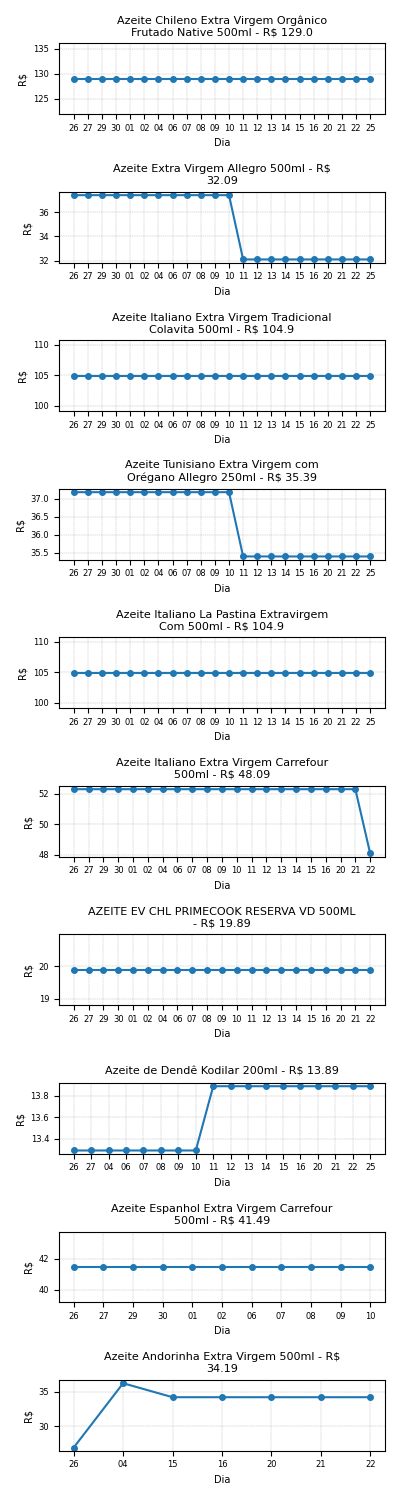 Azeite Chileno Extra Virgem Orgânico
Frutado Native 500ml - R$ 129.0
135
130
125
R$
26 27 29 30 01 02 04 06 07 08 09 10 11 12 13 14 15 16 20 21 22 25
Dia
Azeite Extra Virgem Allegro 500ml - R$
32.09
36
34
32
R$
26 27 29 30 01 02 04 06 07 08 09 10 11 12 13 14 15 16 20 21 22 25
Dia
Azeite Italiano Extra Virgem Tradicional
Colavita 500ml - R$ 104.9
110
105
100
R$
26 27 29 30 01 02 04 06 07 08 09 10 11 12 13 14 15 16 20 21 22 25
Dia
Azeite Tunisiano Extra Virgem com
Orégano Allegro 250ml - R$ 35.39
37.0
36.5
36.0
35.5
R$
26 27 29 30 01 02 04 06 07 08 09 10 11 12 13 14 15 16 20 21 22 25
Dia
Azeite Italiano La Pastina Extravirgem
Com 500ml - R$ 104.9
110
105
100
R$
26 27 29 30 01 02 04 06 07 08 09 10 11 12 13 14 15 16 20 21 22 25
Dia
Azeite Italiano Extra Virgem Carrefour
500ml - R$ 48.09
52
50
48
R$
26 27 29 30 01 02 04 06 07 08 09 10 11 12 13 14 15 16 20 21 22
Dia
AZEITE EV CHL PRIMECOOK RESERVA VD 500ML
- R$ 19.89
20
19
R$
26 27 29 30 01 02 04 06 07 08 09 10 11 12 13 14 15 16 20 21 22
Dia
Azeite de Dendê Kodilar 200ml - R$ 13.89
13.8
13.6
13.4
R$
26 27 04 06 07 08 09 10 11 12 13 14 15 16 20 21 22 25
Dia
Azeite Espanhol Extra Virgem Carrefour
500ml - R$ 41.49
42
40
R$
26 27 29 30 01 02 06 07 08 09 10
Dia
Azeite Andorinha Extra Virgem 500ml - R$
34.19
35
30
R$
26 04 15 16 20 21 22
Dia